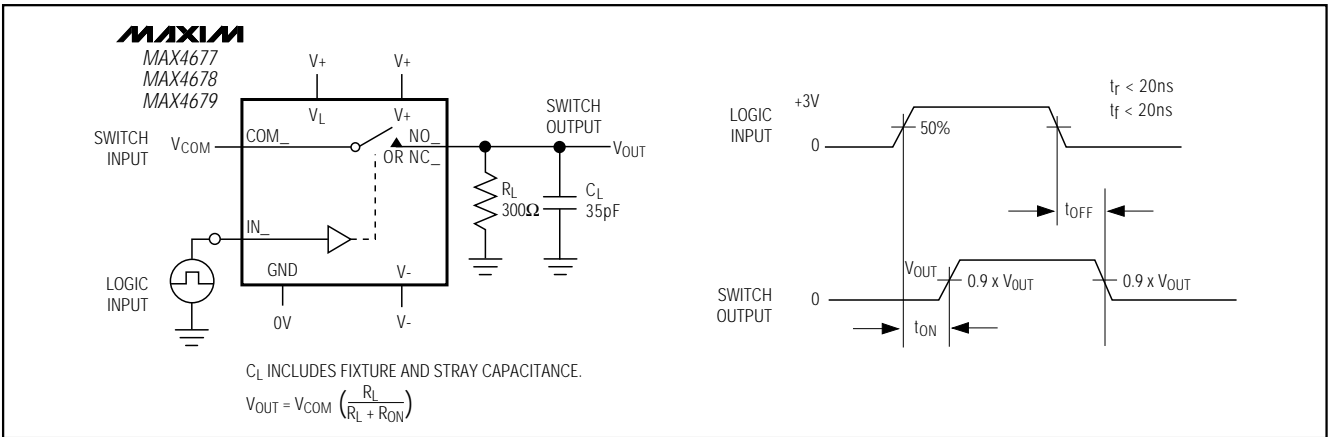 MAXIM
MAX4677
MAX4678
MAX4679
V+
V+
VL
V+
SWITCH
INPUT
VCOM
COM_
NO_
OR NC_
SWITCH
OUTPUT
VOUT
RL
300Ω
CL
35pF
IN_
LOGIC
INPUT
GND
V-
0V
V-
CL INCLUDES FIXTURE AND STRAY CAPACITANCE.
VOUT = VCOM (RL / RL + RON)
tr < 20ns
tf < 20ns
LOGIC
INPUT
+3V
0
50%
tOFF
SWITCH
OUTPUT
VOUT
0
0.9 x VOUT
0.9 x VOUT
tON